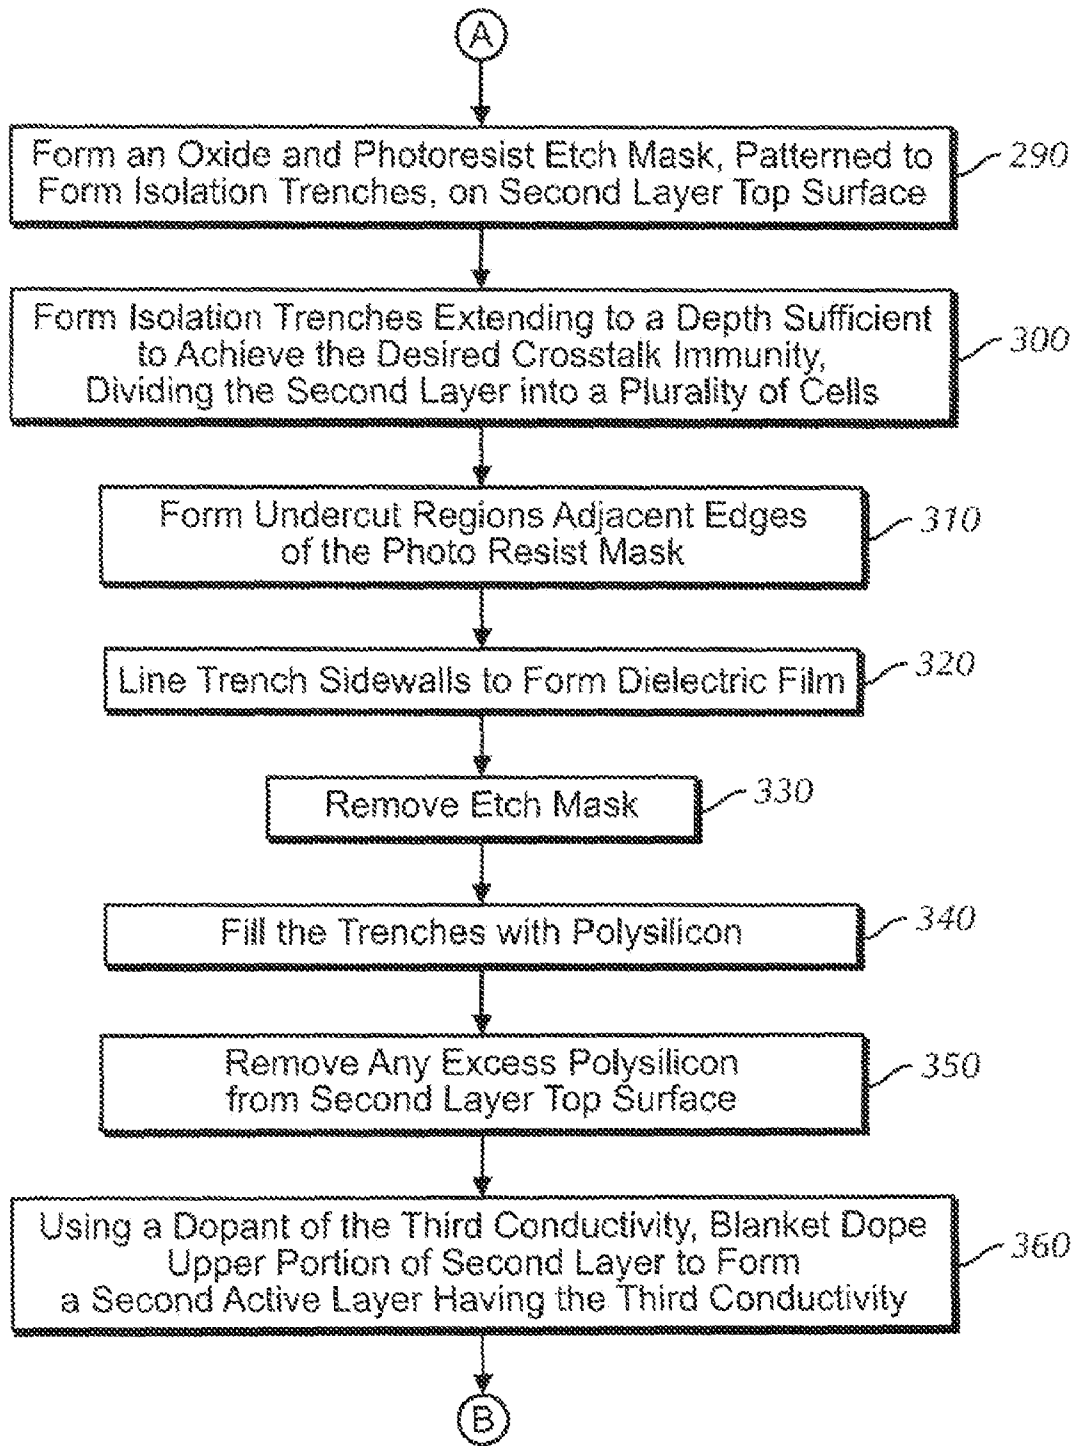 A
Form an Oxide and Photoresist Etch Mask, Patterned to
Form Isolation Trenches, on Second Layer Top Surface
290
Form Isolation Trenches Extending to a Depth Sufficient
to Achieve the Desired Crosstalk Immunity,
Dividing the Second Layer into a Plurality of Cells
300
Form Undercut Regions Adjacent Edges
of the Photo Resist Mask
310
Line Trench Sidewalls to Form Dielectric Film
320
Remove Etch Mask
330
Fill the Trenches with Polysilicon
340
Remove Any Excess Polysilicon
from Second Layer Top Surface
350
Using a Dopant of the Third Conductivity, Blanket Dope
Upper Portion of Second Layer to Form
a Second Active Layer Having the Third Conductivity
360
B